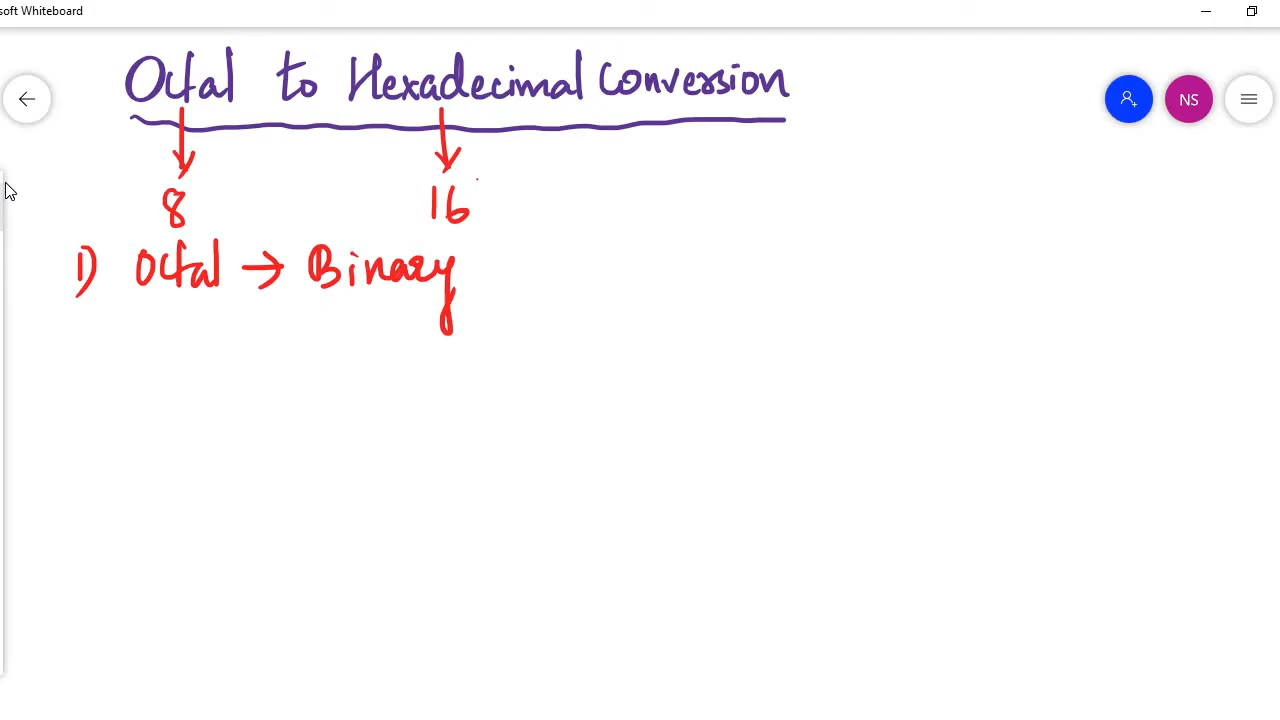 soft Whiteboard
Octal to Hexadecimal Conversion
NS
8 16
1) Octal → Binary